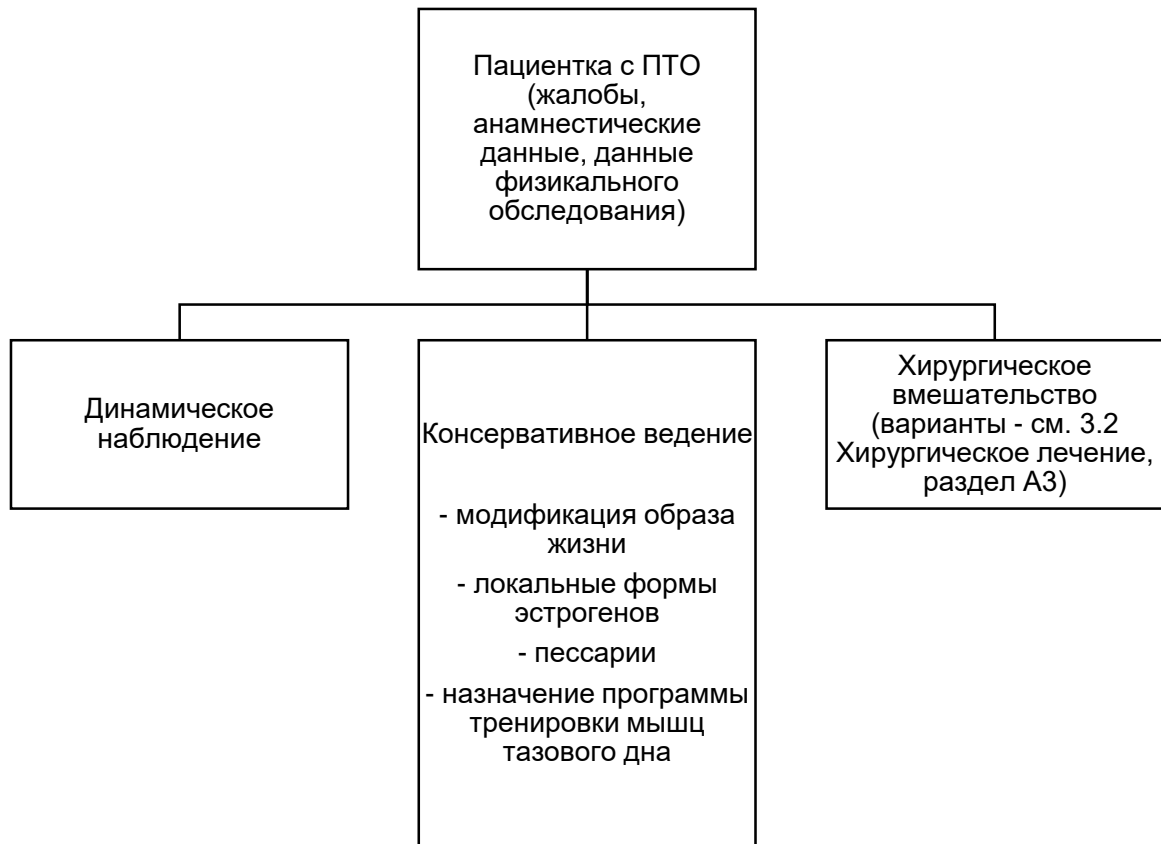 Пациентка с ПТО
(жалобы,
анамнестические
данные, данные
физикального
обследования)
Динамическое
наблюдение
Консервативное ведение
- модификация образа
жизни
- локальные формы
эстрогенов
- пессарии
- назначение программы
тренировки мышц
тазового дна
Хирургическое
вмешательство
(варианты - см. 3.2
Хирургическое лечение,
раздел А3)